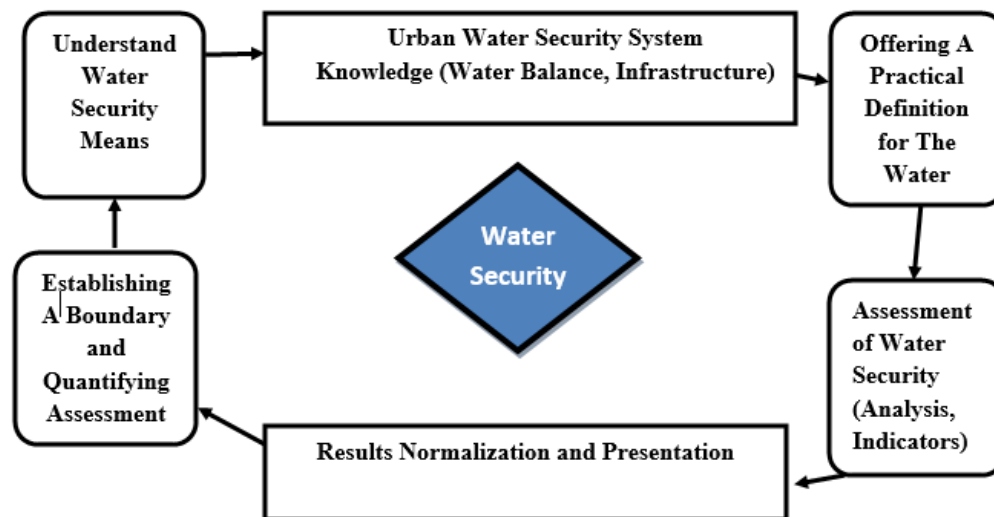 Understand
Water
Security
Means
Urban Water Security System
Knowledge (Water Balance, Infrastructure)
Offering A
Practical
Definition
for The
Water
Water
Security
Establishing
A Boundary
and
Quantifying
Assessment
Assessment
of Water
Security
(Analysis,
Indicators)
Results Normalization and Presentation